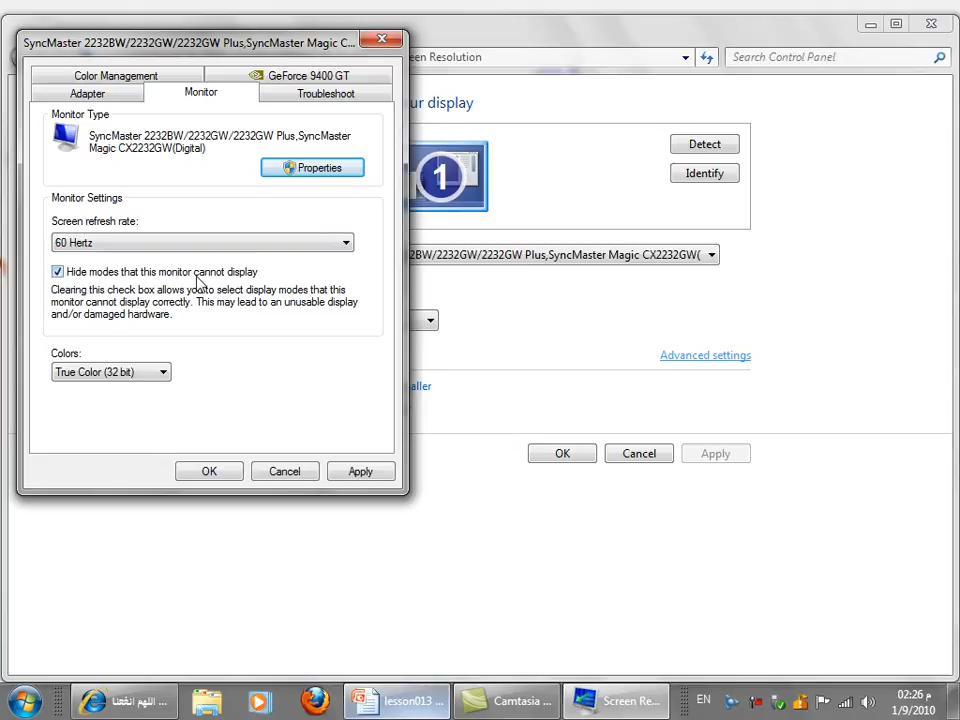 SyncMaster 2232BW/2232GW/2232GW Plus,SyncMaster Magic C...
Color Management
GeForce 9400 GT
Adapter
Monitor
Troubleshoot
Monitor Type
SyncMaster 2232BW/2232GW/2232GW Plus,SyncMaster
Magic CX2232GW(Digital)
Properties
Monitor Settings
Screen refresh rate:
60 Hertz
Hide modes that this monitor cannot display
Clearing this check box allows you to select display modes that this
monitor cannot display correctly. This may lead to an unusable display
and/or damaged hardware.
Colors:
True Color (32 bit)
OK
Cancel
Apply
een Resolution
Search Control Panel
ur display
1
Detect
Identify
2BW/2232GW/2232GW Plus,SyncMaster Magic CX2232GW(
Advanced settings
aller
OK
Cancel
Apply
اللهم انفعنا ...
lesson013 ...
Camtasia ...
Screen Re...
EN
02:26 م
1/9/2010